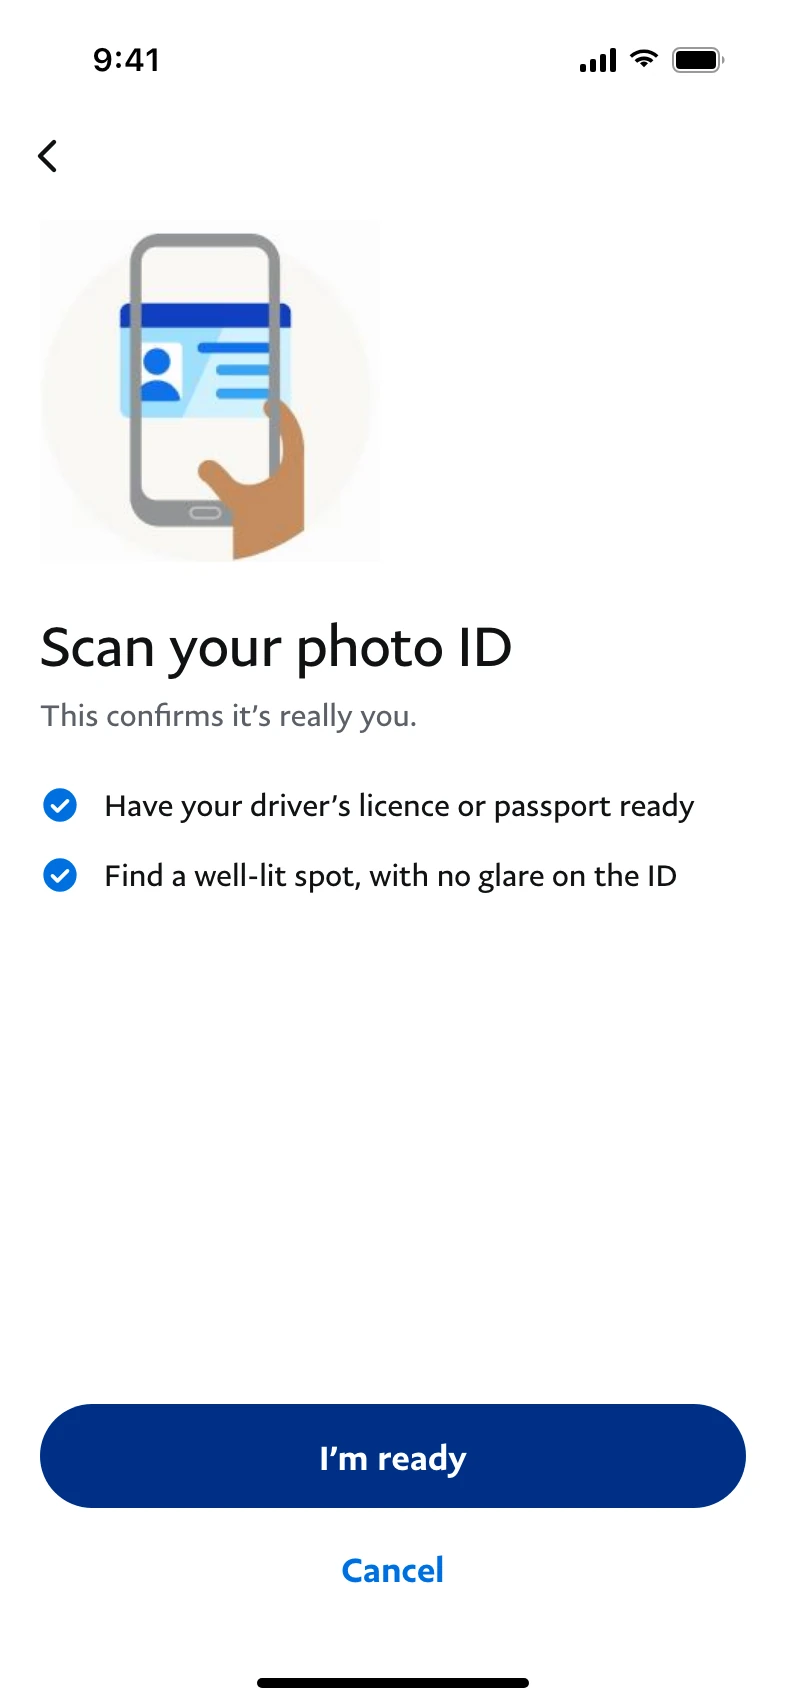 9:41
Scan your photo ID
This confirms it’s really you.
Have your driver’s licence or passport ready
Find a well-lit spot, with no glare on the ID
I’m ready
Cancel